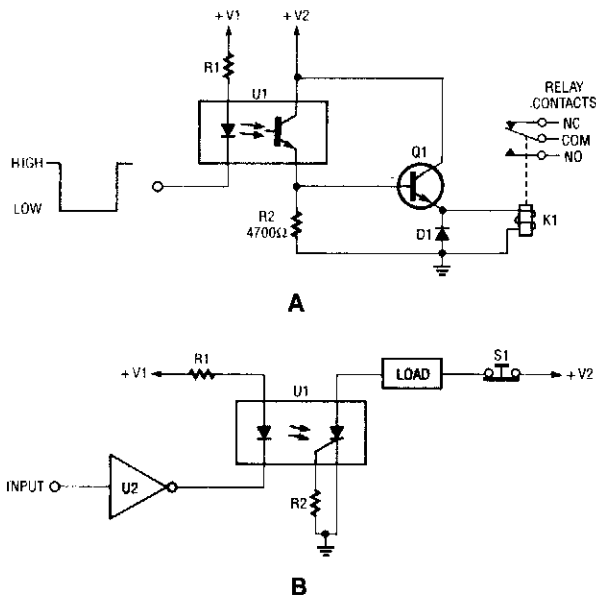 +V1
+V2
R1
U1
RELAY
CONTACTS
NC
COM
NO
Q1
HIGH
LOW
R2
4700Ω
D1
K1
A
+V1
R1
U1
LOAD
S1
+V2
INPUT
U2
R2
B